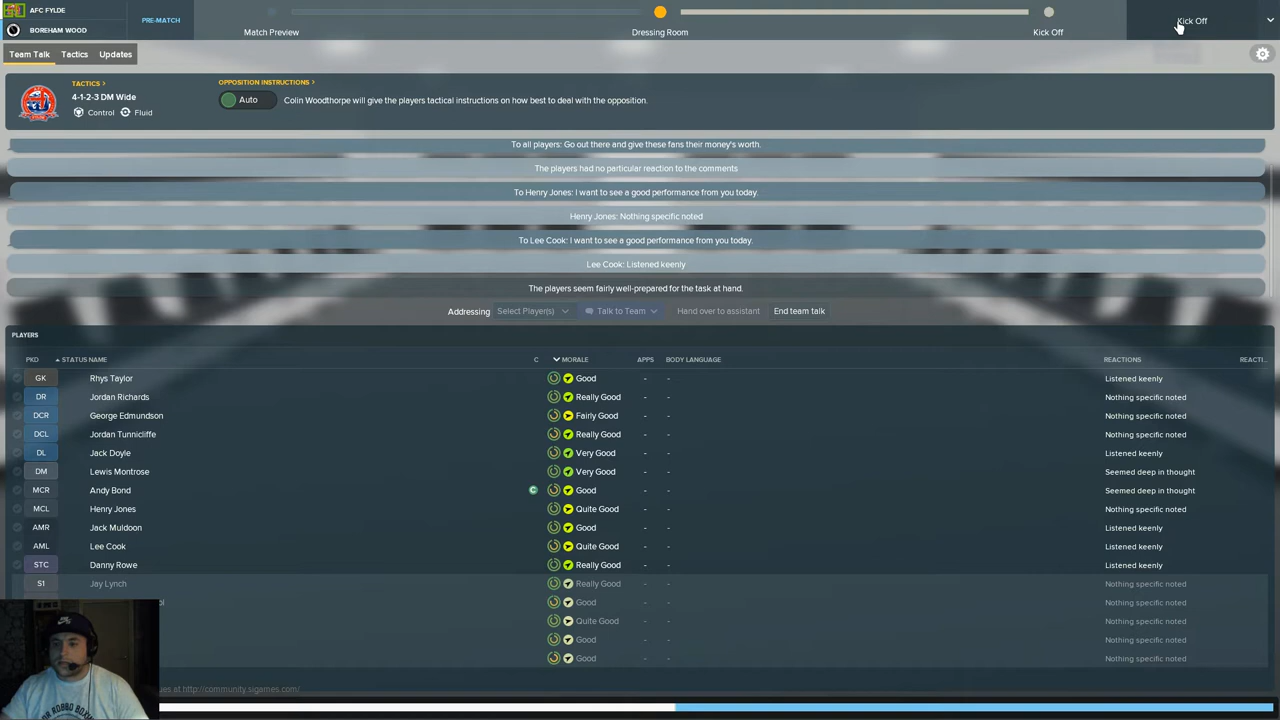 AFC FYLDE
BOREHAM WOOD
PRE-MATCH
Match Preview
Dressing Room
Kick Off
Kick Off
Team Talk
Tactics
Updates
TACTICS >
4-1-2-3 DM Wide
Control
Fluid
OPPOSITION INSTRUCTIONS >
Auto
Colin Woodthorpe will give the players tactical instructions on how best to deal with the opposition.
To all players: Go out there and give these fans their money's worth.
The players had no particular reaction to the comments
To Henry Jones: I want to see a good performance from you today.
Henry Jones: Nothing specific noted
To Lee Cook: I want to see a good performance from you today.
Lee Cook: Listened keenly
The players seem fairly well-prepared for the task at hand.
Addressing Select Player(s) Talk to Team Hand over to assistant End team talk
PLAYERS
PKD STATUS NAME C MORALE APPS BODY LANGUAGE REACTIONS REACTI...
GK Rhys Taylor Good - - Listened keenly
DR Jordan Richards Really Good - - Nothing specific noted
DCR George Edmundson Fairly Good - - Nothing specific noted
DCL Jordan Tunnicliffe Really Good - - Nothing specific noted
DL Jack Doyle Very Good - - Listened keenly
DM Lewis Montrose Very Good - - Seemed deep in thought
MCR Andy Bond C Good - - Seemed deep in thought
MCL Henry Jones Quite Good - - Nothing specific noted
AMR Jack Muldoon Good - - Listened keenly
AML Lee Cook Quite Good - - Listened keenly
STC Danny Rowe Really Good - - Listened keenly
S1 Jay Lynch Really Good - - Nothing specific noted
Good - - Nothing specific noted
Quite Good - - Nothing specific noted
Good - - Nothing specific noted
Good - - Nothing specific noted
ues at http://community.sigames.com/